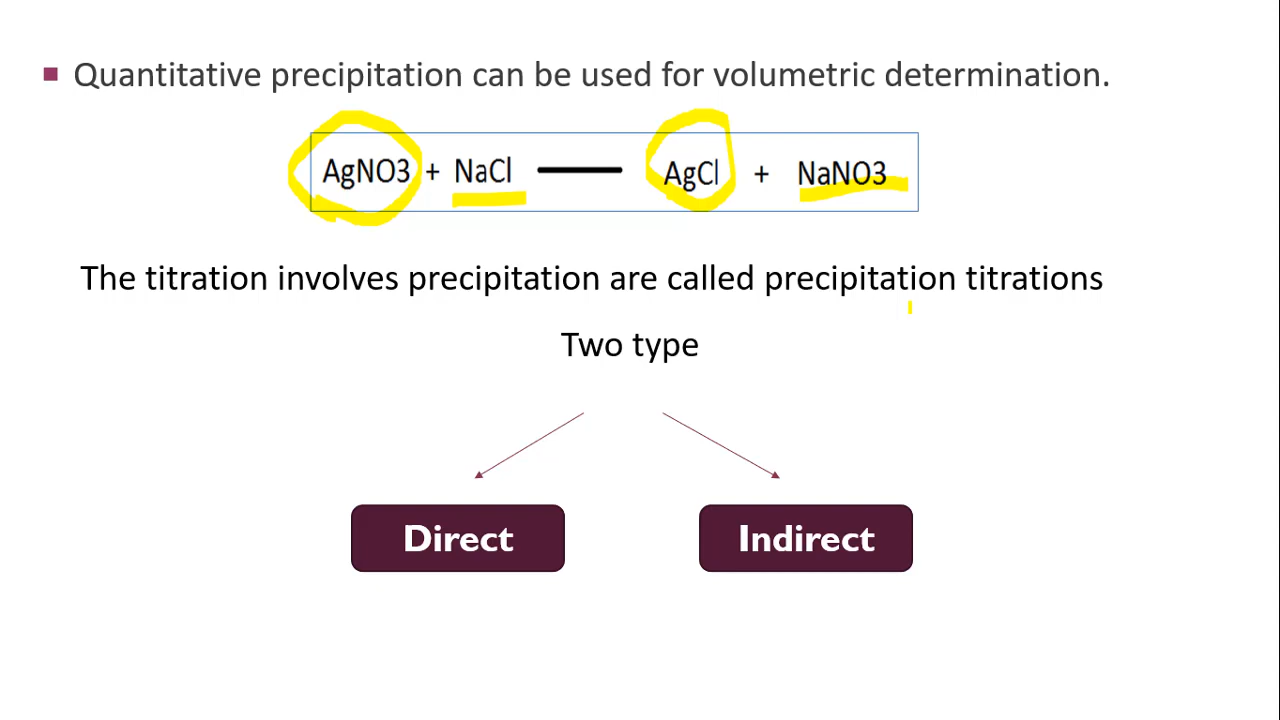 Quantitative precipitation can be used for volumetric determination.
AgNO3 + NaCl AgCl + NaNO3
The titration involves precipitation are called precipitation titrations
Two type
Direct Indirect